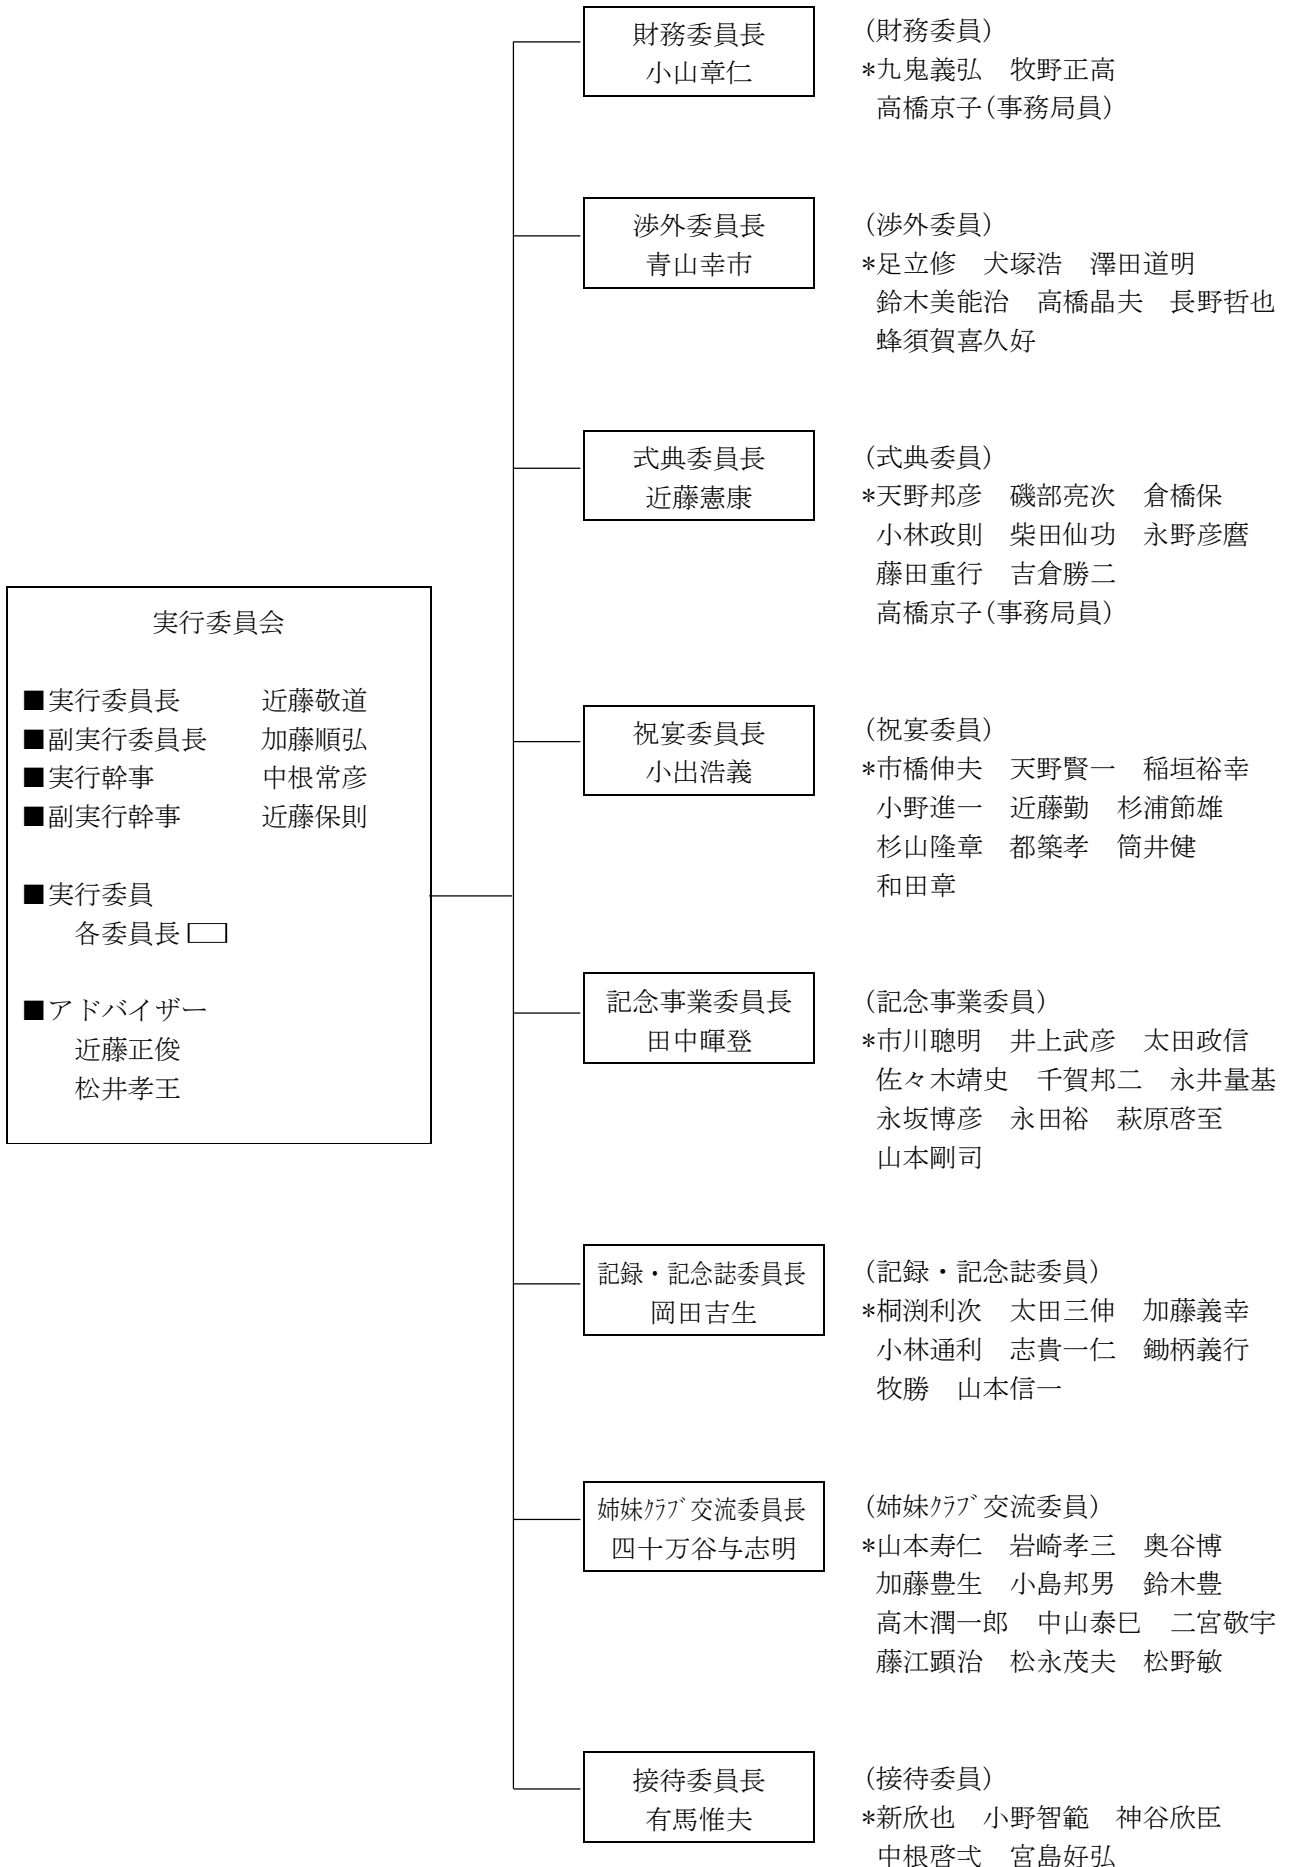 実行委員会
■実行委員長　近藤敬道
■副実行委員長　加藤順弘
■実行幹事　中根常彦
■副実行幹事　近藤保則
■実行委員
各委員長
■アドバイザー
近藤正俊
松井孝王
財務委員長
小山章仁
(財務委員)
*九鬼義弘　牧野正高
高橋京子(事務局員)
渉外委員長
青山幸市
(渉外委員)
*足立修　犬塚浩　澤田道明
鈴木美能治　高橋晶夫　長野哲也
蜂須賀喜久好
式典委員長
近藤憲康
(式典委員)
*天野邦彦　磯部亮次　倉橋保
小林政則　柴田仙功　永野彦麿
藤田重行　吉倉勝二
高橋京子(事務局員)
祝宴委員長
小出浩義
(祝宴委員)
*市橋伸夫　天野賢一　稲垣裕幸
小野進一　近藤勤　杉浦節雄
杉山隆章　都築孝　筒井健
和田章
記念事業委員長
田中暉登
(記念事業委員)
*市川聰明　井上武彦　太田政信
佐々木靖史　千賀邦二　永井量基
永坂博彦　永田裕　萩原啓至
山本剛司
記録・記念誌委員長
岡田吉生
(記録・記念誌委員)
*桐渕利次　太田三伸　加藤義幸
小林通利　志貴一仁　鋤柄義行
牧勝　山本信一
姉妹ｸﾗﾌﾞ交流委員長
四十万谷与志明
(姉妹ｸﾗﾌﾞ交流委員)
*山本寿仁　岩崎孝三　奥谷博
加藤豊生　小島邦男　鈴木豊
高木潤一郎　中山泰巳　二宮敬宇
藤江顕治　松永茂夫　松野敏
接待委員長
有馬惟夫
(接待委員)
*新欣也　小野智範　神谷欣臣
中根啓弍　宮島好弘